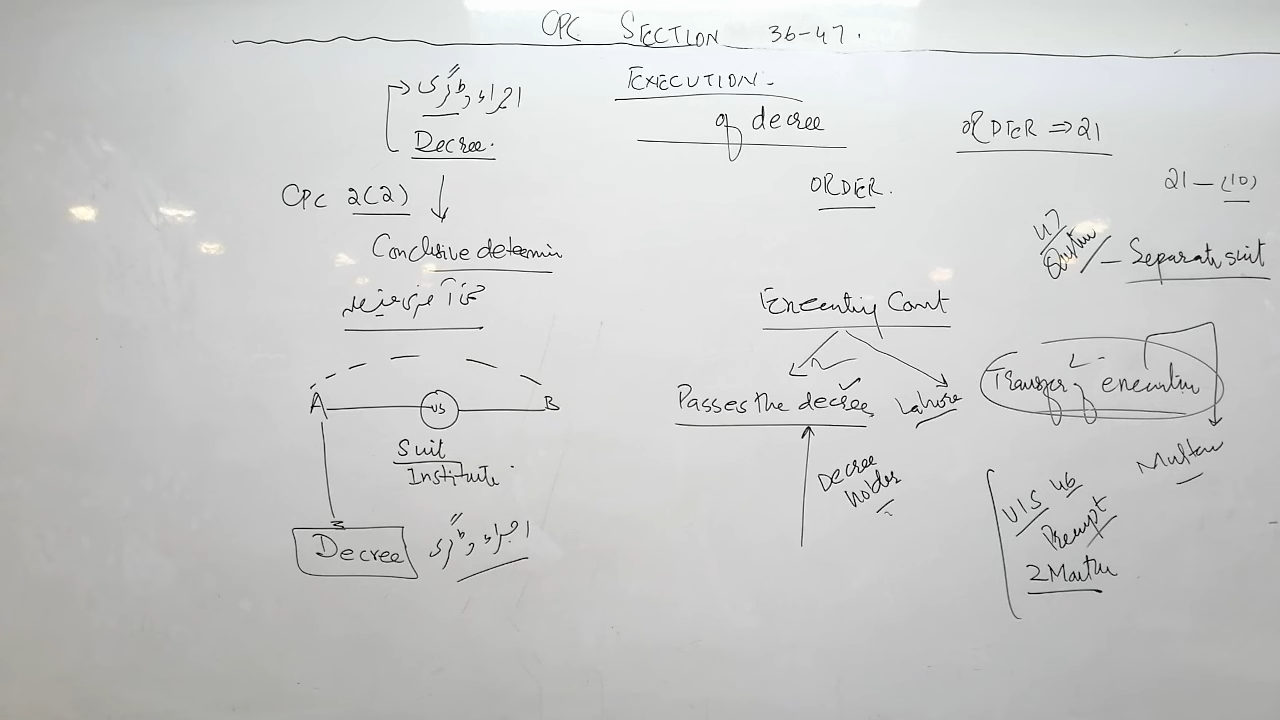 CPC SECTION 36-47.
اجراء ڈگری
Decree.
CPC 2(2)
Conclusive determin
A VS B
Suit
Institute
Decree
اجراء ڈگری
EXECUTION.
of decree
ORDER.
Executing Court
Passes the decree
Lahore
Decree
holder
ORDER ⇒ 21
21 - (10)
47
- Separate suit
Transfer of execution
Multan
U/S 46
Precept
2 Month